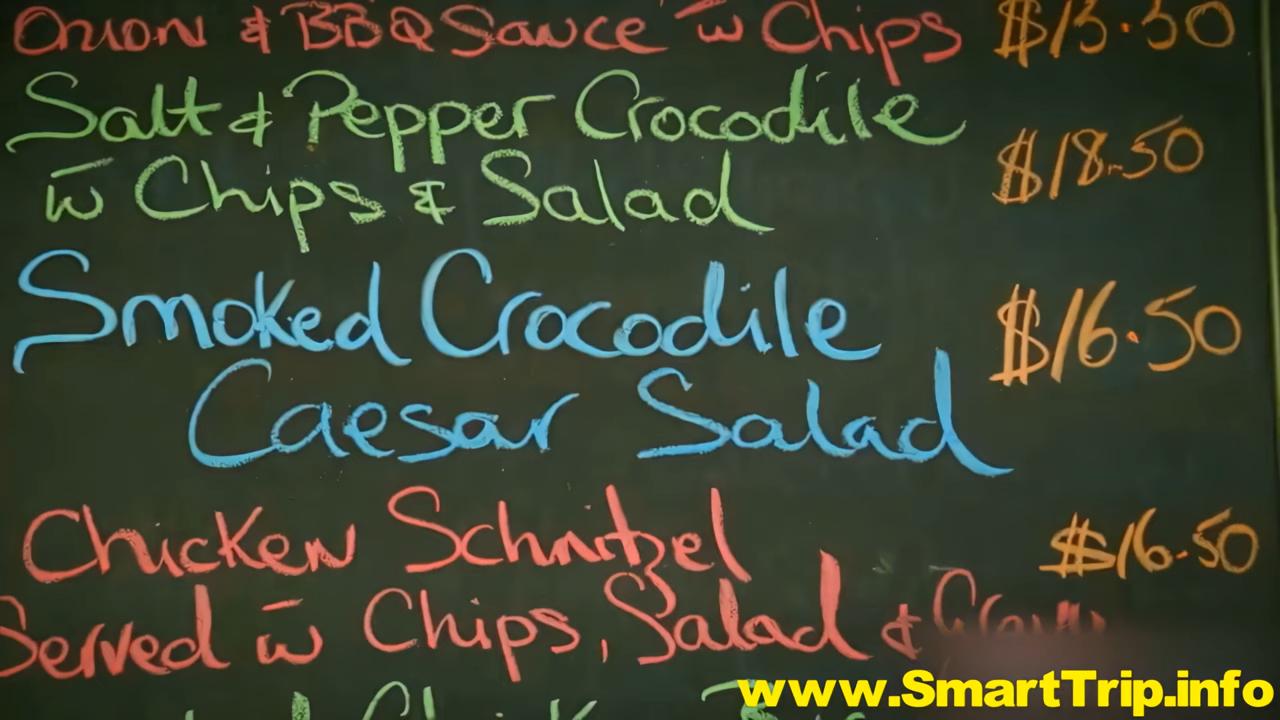 Onion & BBQ Sauce w Chips $13.50
Salt & Pepper Crocodile
w Chips & Salad $18.50
Smoked Crocodile $16.50
Caesar Salad
Chicken Schnitzel $16.50
Served w Chips, Salad & Gravy
www.SmartTrip.info